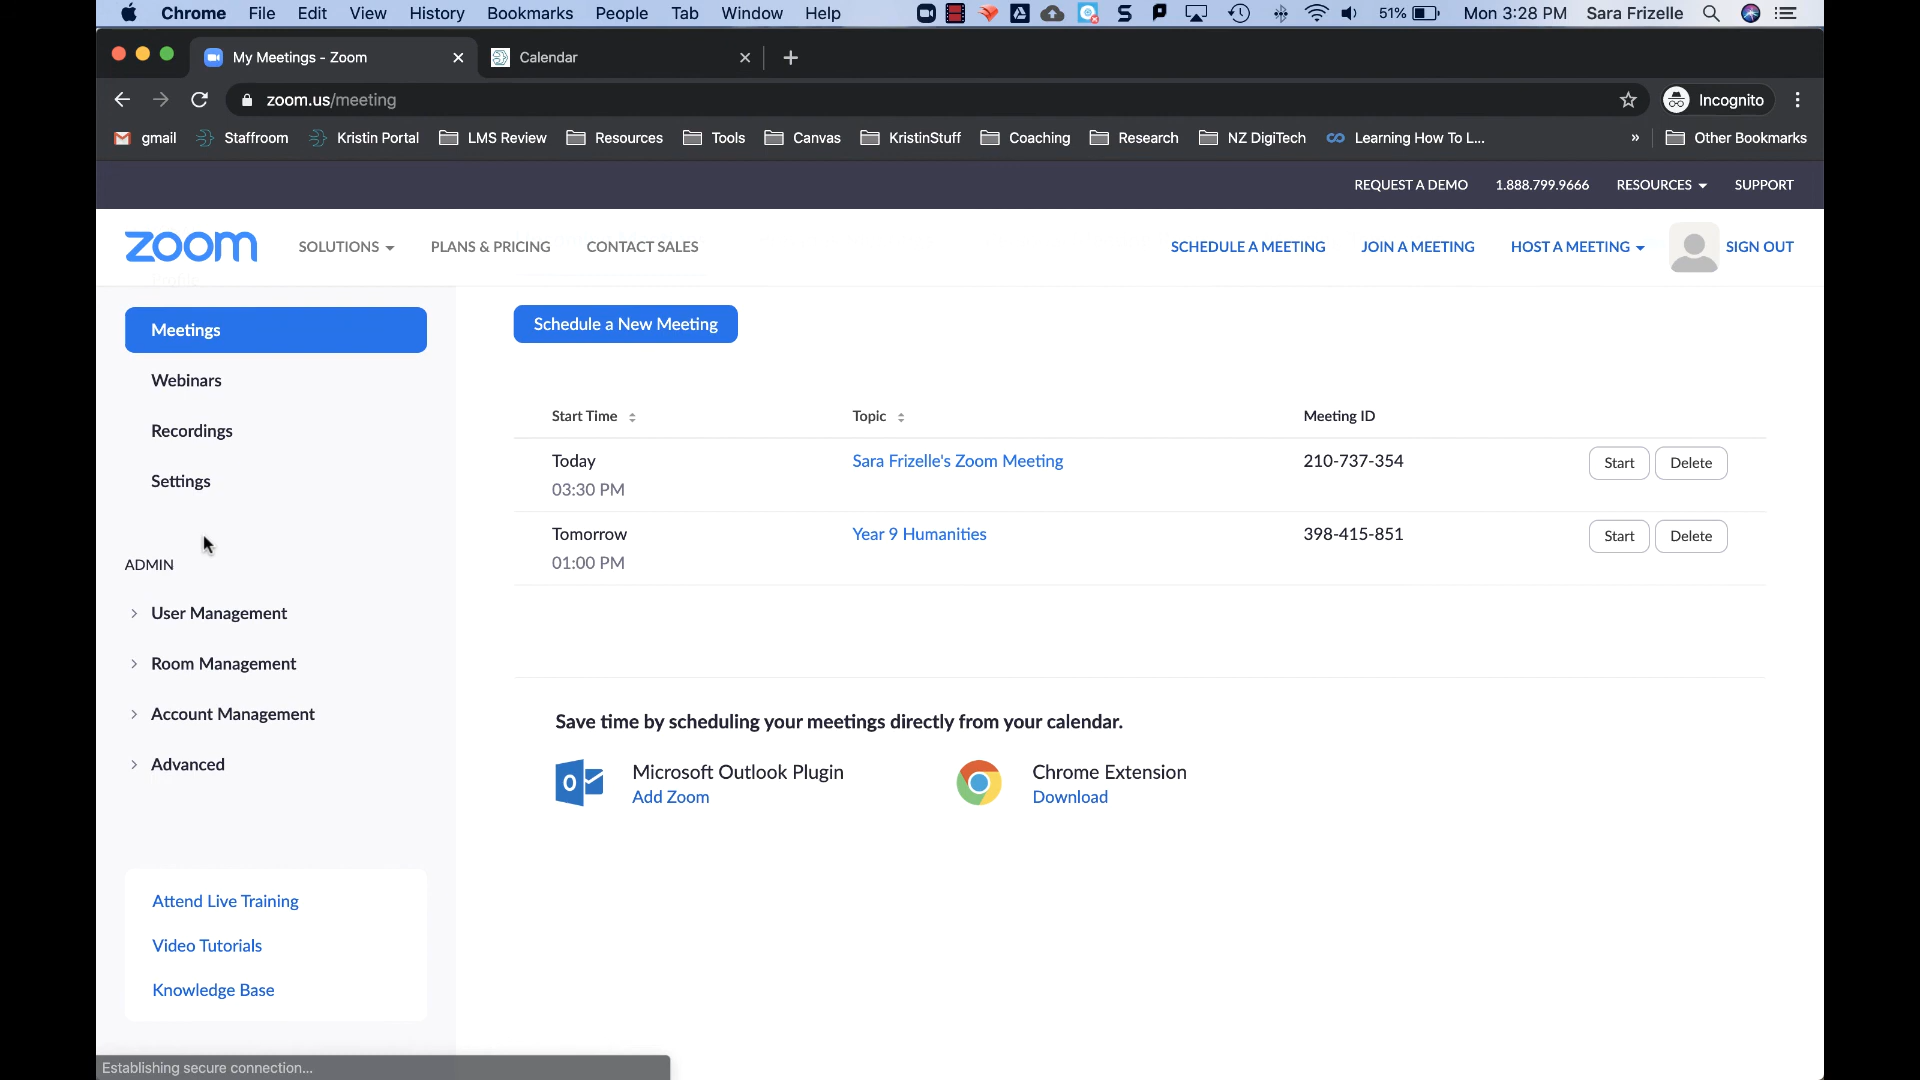 Chrome File Edit View History Bookmarks People Tab Window Help 51% Mon 3:28 PM Sara Frizelle
My Meetings - Zoom Calendar
zoom.us/meeting Incognito
gmail Staffroom Kristin Portal LMS Review Resources Tools Canvas KristinStuff Coaching Research NZ DigiTech Learning How To L... » Other Bookmarks
REQUEST A DEMO 1.888.799.9666 RESOURCES SUPPORT
zoom SOLUTIONS PLANS & PRICING CONTACT SALES SCHEDULE A MEETING JOIN A MEETING HOST A MEETING SIGN OUT
Meetings
Webinars
Recordings
Settings
ADMIN
User Management
Room Management
Account Management
Advanced
Attend Live Training
Video Tutorials
Knowledge Base
Schedule a New Meeting
Start Time Topic Meeting ID
Today Sara Frizelle's Zoom Meeting 210-737-354 Start Delete
03:30 PM
Tomorrow Year 9 Humanities 398-415-851 Start Delete
01:00 PM
Save time by scheduling your meetings directly from your calendar.
Microsoft Outlook Plugin Chrome Extension
Add Zoom Download
Establishing secure connection...